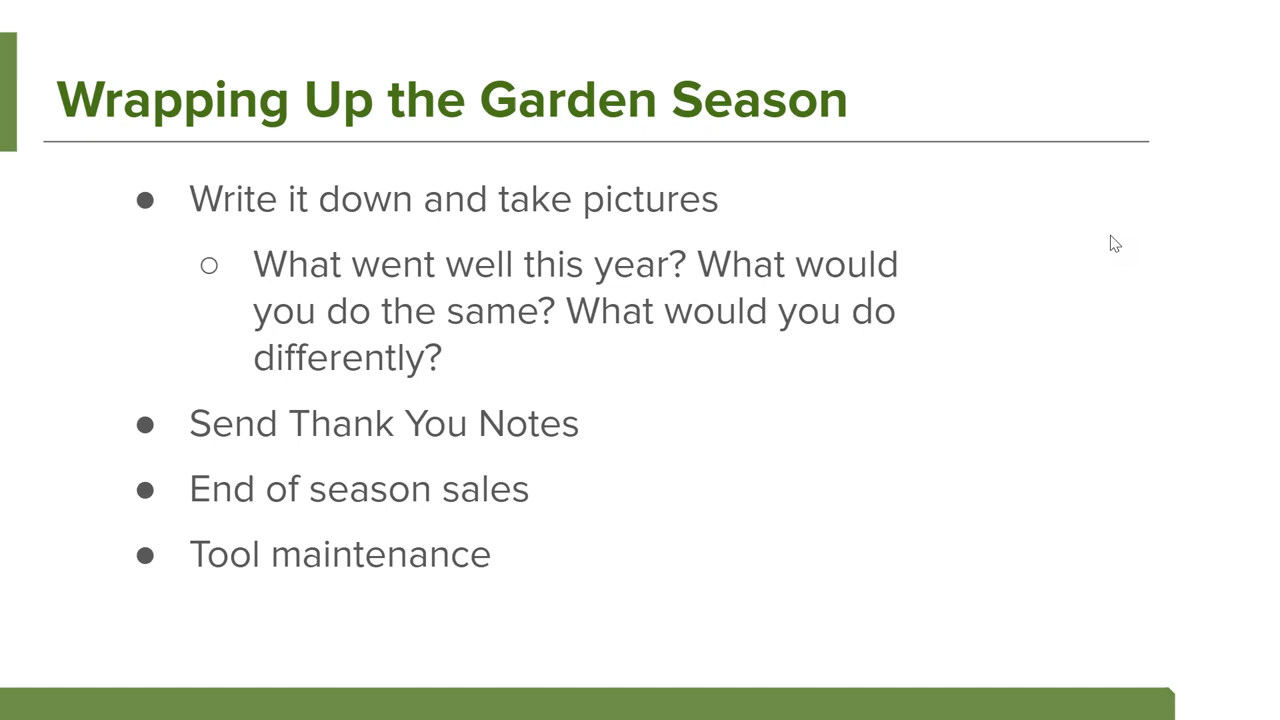 Wrapping Up the Garden Season
● Write it down and take pictures
○ What went well this year? What would
you do the same? What would you do
differently?
● Send Thank You Notes
● End of season sales
● Tool maintenance